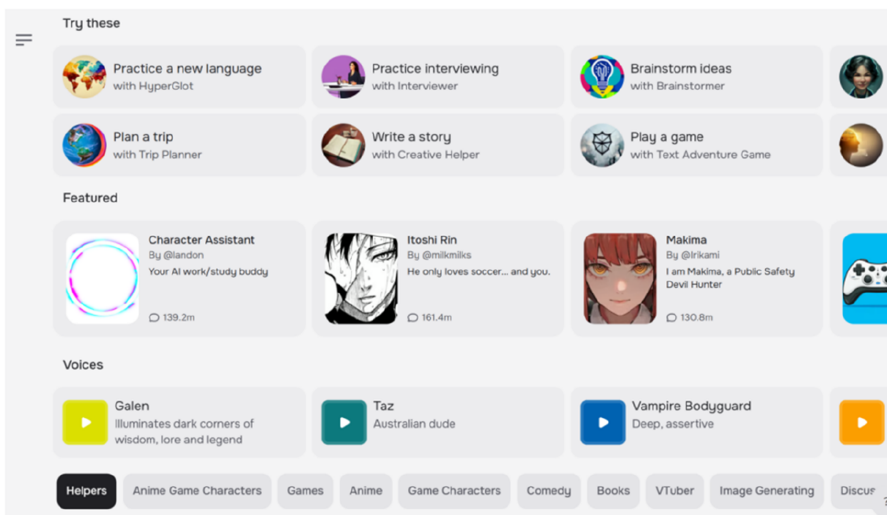 Try these
Practice a new language
with HyperGlot
Practice interviewing
with Interviewer
Brainstorm ideas
with Brainstormer
Plan a trip
with Trip Planner
Write a story
with Creative Helper
Play a game
with Text Adventure Game
Featured
Character Assistant
By @landon
Your AI work/study buddy
139.2m
Itoshi Rin
By @milkmilks
He only loves soccer... and you.
161.4m
Makima
By @Irikami
I am Makima, a Public Safety
Devil Hunter
130.8m
Voices
Galen
Illuminates dark corners of
wisdom, lore and legend
Taz
Australian dude
Vampire Bodyguard
Deep, assertive
Helpers
Anime Game Characters
Games
Anime
Game Characters
Comedy
Books
VTuber
Image Generating